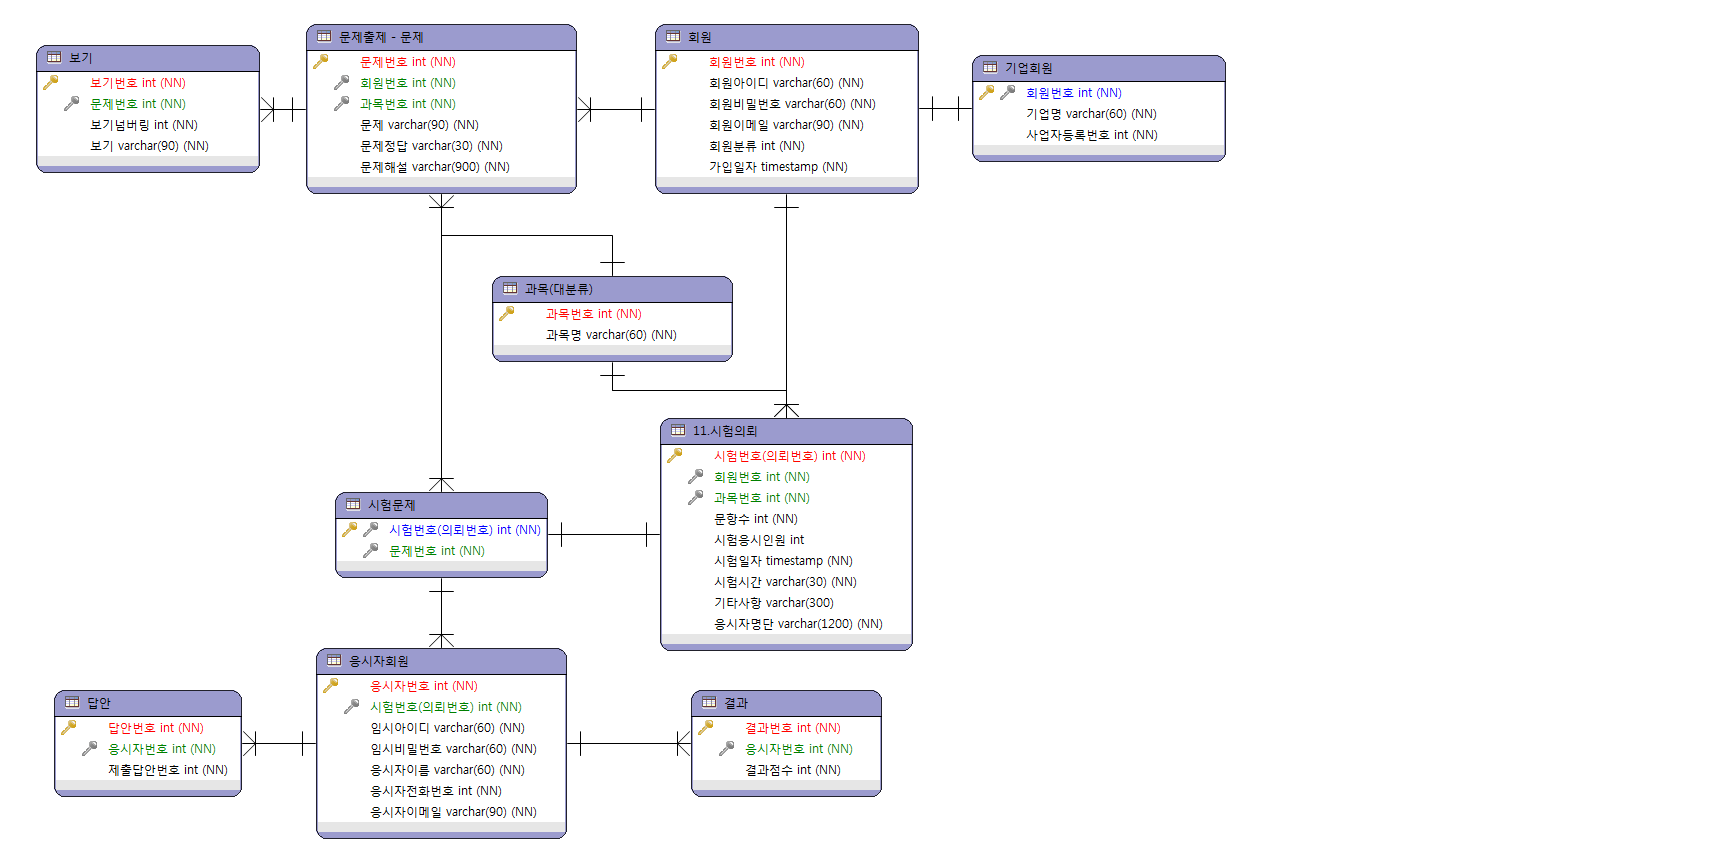 보기
보기번호 int (NN)
문제번호 int (NN)
보기넘버링 int (NN)
보기 varchar(90) (NN)
문제출제 - 문제
문제번호 int (NN)
회원번호 int (NN)
과목번호 int (NN)
문제 varchar(90) (NN)
문제정답 varchar(30) (NN)
문제해설 varchar(900) (NN)
회원
회원번호 int (NN)
회원아이디 varchar(60) (NN)
회원비밀번호 varchar(60) (NN)
회원이메일 varchar(90) (NN)
회원분류 int (NN)
가입일자 timestamp (NN)
기업회원
회원번호 int (NN)
기업명 varchar(60) (NN)
사업자등록번호 int (NN)
과목(대분류)
과목번호 int (NN)
과목명 varchar(60) (NN)
11.시험의뢰
시험번호(의뢰번호) int (NN)
회원번호 int (NN)
과목번호 int (NN)
문항수 int (NN)
시험응시인원 int
시험일자 timestamp (NN)
시험시간 varchar(30) (NN)
기타사항 varchar(300)
응시자명단 varchar(1200) (NN)
시험문제
시험번호(의뢰번호) int (NN)
문제번호 int (NN)
응시자회원
응시자번호 int (NN)
시험번호(의뢰번호) int (NN)
임시아이디 varchar(60) (NN)
임시비밀번호 varchar(60) (NN)
응시자이름 varchar(60) (NN)
응시자전화번호 int (NN)
응시자이메일 varchar(90) (NN)
답안
답안번호 int (NN)
응시자번호 int (NN)
제출답안번호 int (NN)
결과
결과번호 int (NN)
응시자번호 int (NN)
결과점수 int (NN)